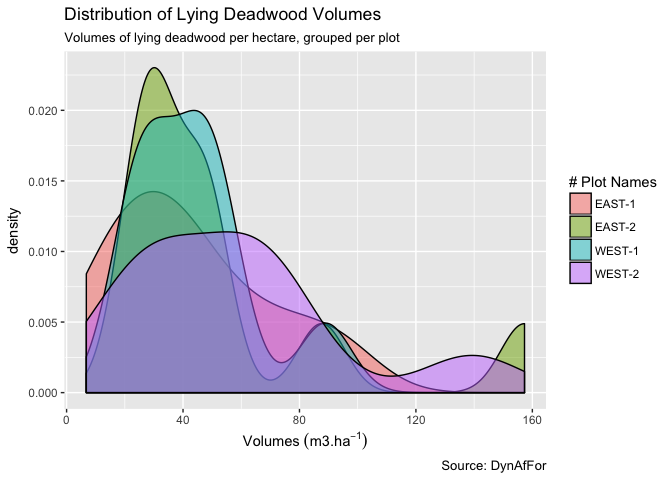 Distribution of Lying Deadwood Volumes
Volumes of lying deadwood per hectare, grouped per plot
0.020
0.015
0.010
0.005
0.000
density
0 40 80 120 160
Volumes (m3.ha⁻¹)
# Plot Names
EAST-1
EAST-2
WEST-1
WEST-2
Source: DynAfFor